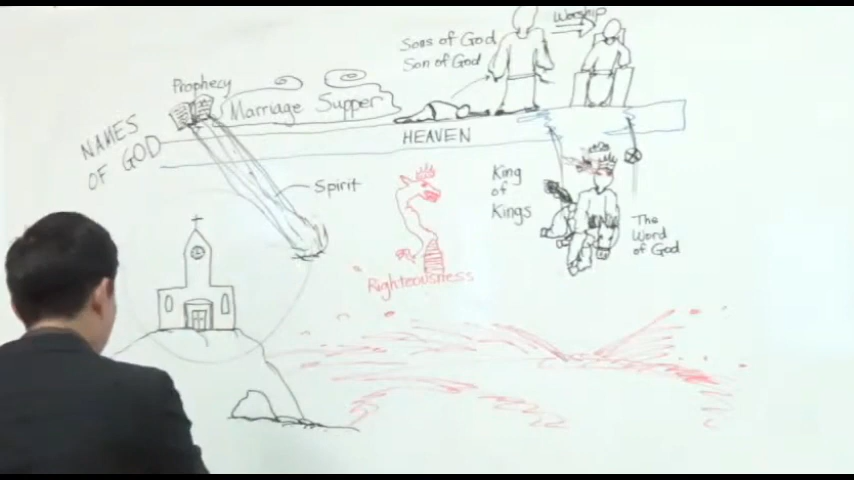 Worship
Sons of God
Son of God
Prophecy
Marriage Supper
NAMES
OF GOD
HEAVEN
Spirit
King
of
Kings
The
Word
of God
Righteousness